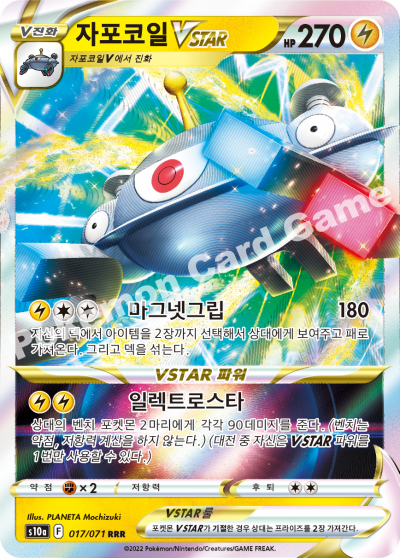 V진화
자포코일 VSTAR
HP 270
자포코일V에서 진화
Pokémon Card Game
마그넷그립 180
자신의 덱에서 아이템을 2장까지 선택해서 상대에게 보여주고 패로
가져온다. 그리고 덱을 섞는다.
VSTAR 파워
일렉트로스타
상대의 벤치 포켓몬 2마리에게 각각 90데미지를 준다. (벤치는
약점, 저항력 계산을 하지 않는다.) (대전 중 자신은 VSTAR 파워를
1번만 사용할 수 있다.)
약점 ×2 저항력 후퇴
Illus. PLANETA Mochizuki
VSTAR 룰
s10a F 017/071 RRR
포켓몬 VSTAR가 기절한 경우 상대는 프라이즈를 2장 가져간다.
©2022 Pokémon/Nintendo/Creatures/GAME FREAK.